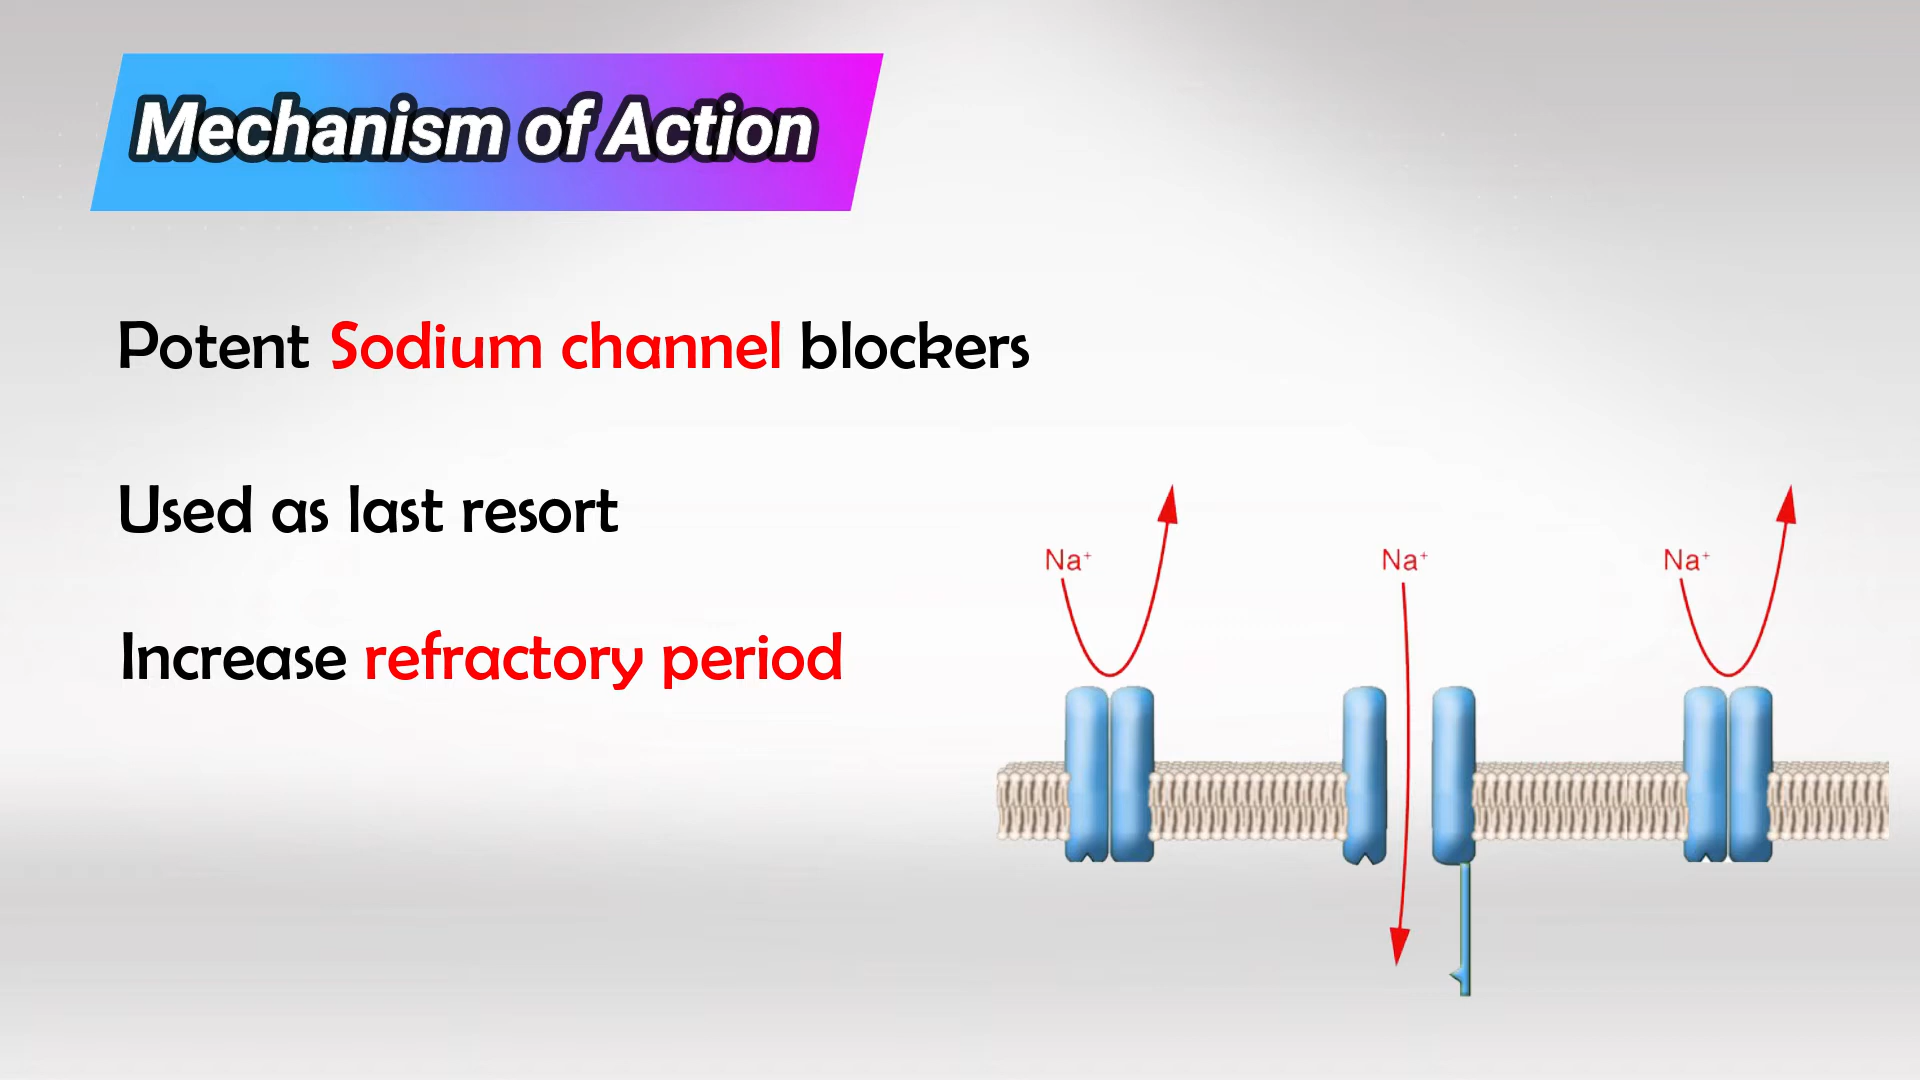 Mechanism of Action
Potent Sodium channel blockers
Used as last resort
Increase refractory period
Na⁺
Na⁺
Na⁺